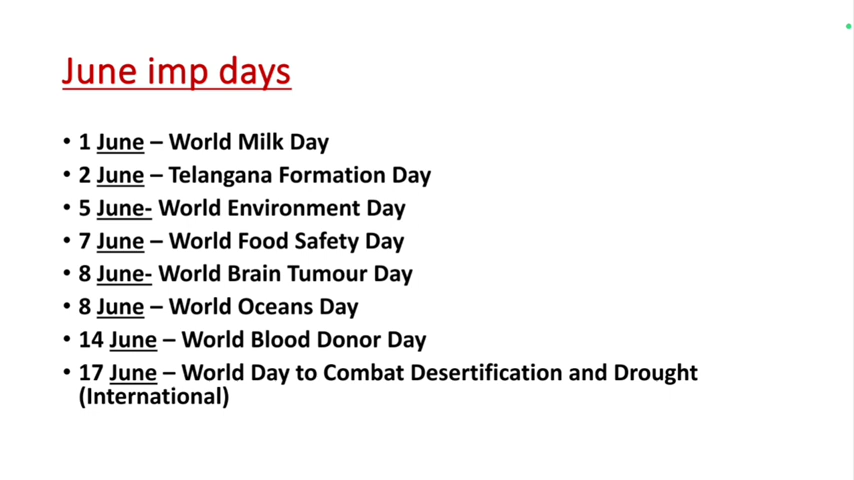 June imp days
• 1 June – World Milk Day
• 2 June – Telangana Formation Day
• 5 June- World Environment Day
• 7 June – World Food Safety Day
• 8 June- World Brain Tumour Day
• 8 June – World Oceans Day
• 14 June – World Blood Donor Day
• 17 June – World Day to Combat Desertification and Drought
(International)